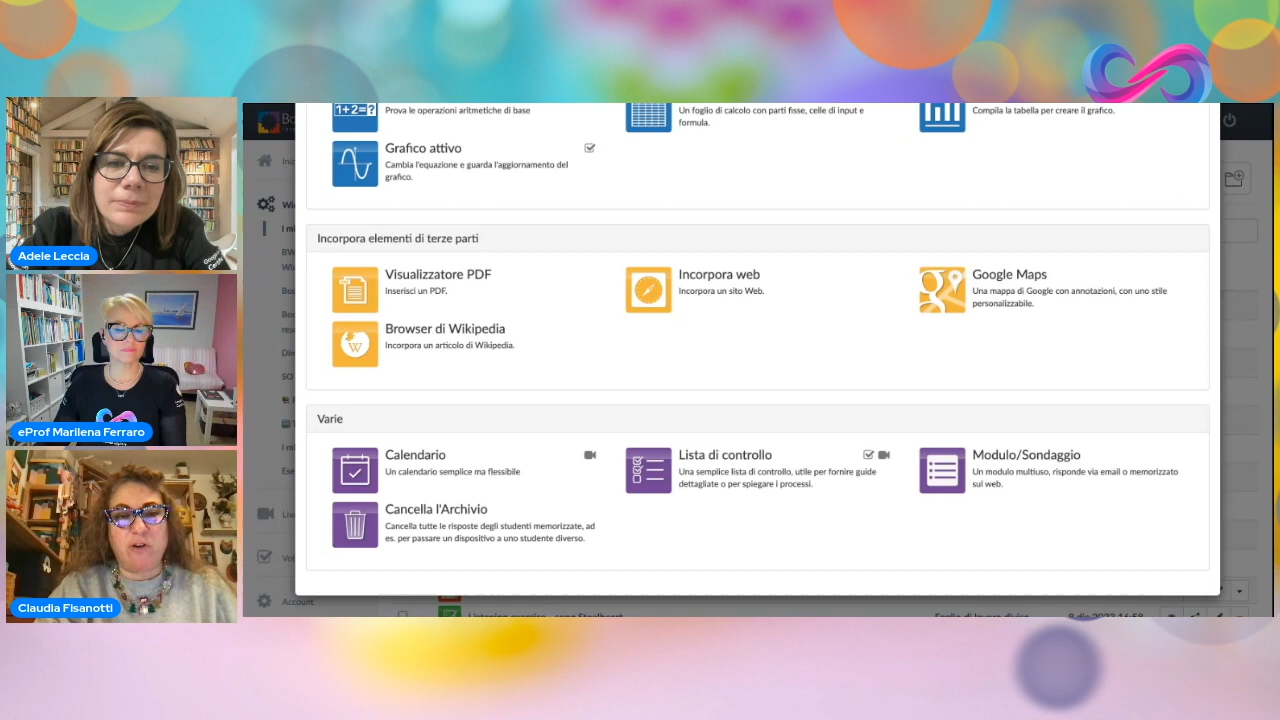 Adele Leccia
eProf Marilena Ferraro
Claudia Fisanotti
1+2=?
Prova le operazioni aritmetiche di base
Un foglio di calcolo con parti fisse, celle di input e
formula.
Compila la tabella per creare il grafico.
Grafico attivo
Cambia l'equazione e guarda l'aggiornamento del
grafico.
Incorpora elementi di terze parti
Visualizzatore PDF
Inserisci un PDF.
Incorpora web
Incorpora un sito Web.
Google Maps
Una mappa di Google con annotazioni, con uno stile
personalizzabile.
Browser di Wikipedia
Incorpora un articolo di Wikipedia.
Varie
Calendario
Un calendario semplice ma flessibile
Lista di controllo
Una semplice lista di controllo, utile per fornire guide
dettagliate o per spiegare i processi.
Modulo/Sondaggio
Un modulo multiuso, risponde via email o memorizzato
sul web.
Cancella l'Archivio
Cancella tutte le risposte degli studenti memorizzate, ad
es. per passare un dispositivo a uno studente diverso.
Account